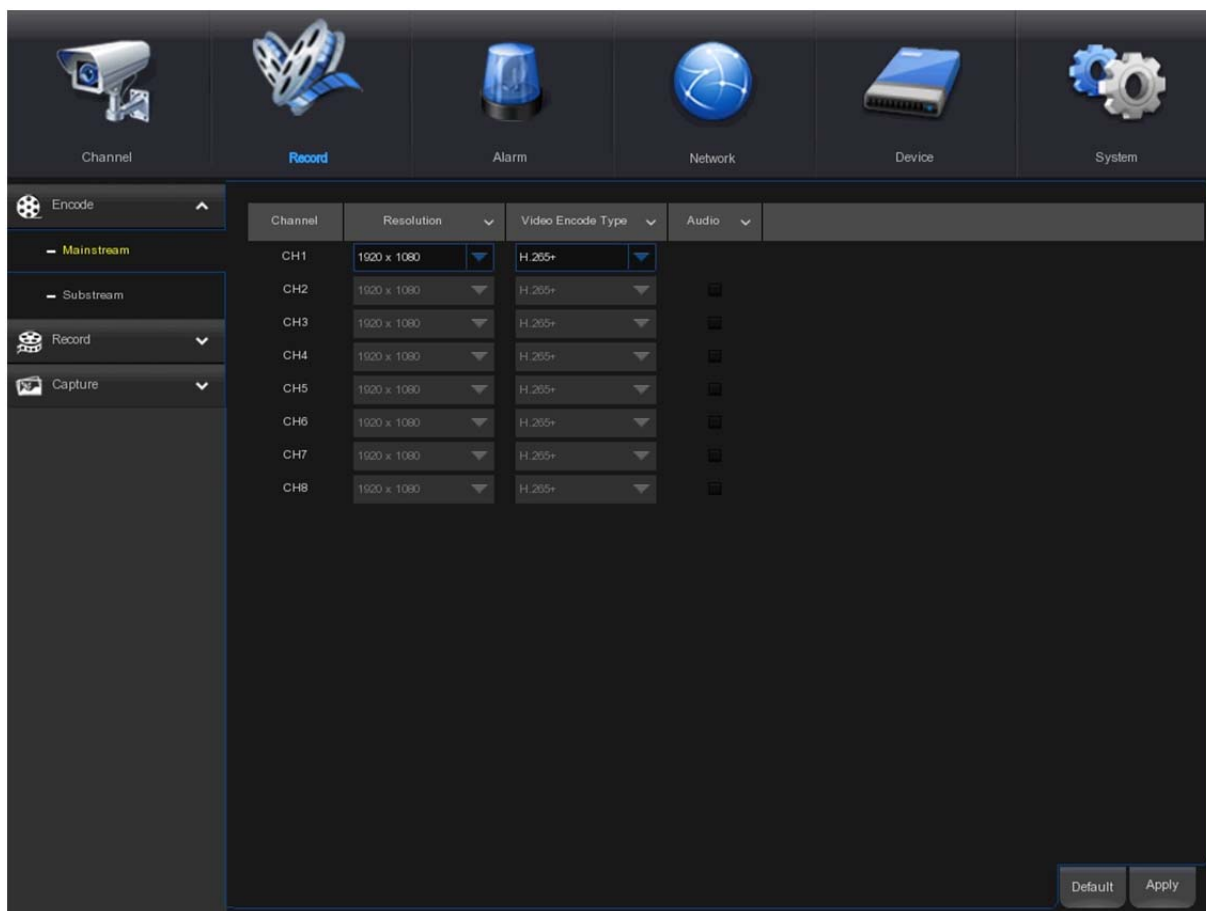 Channel Record Alarm Network Device System
Encode
Mainstream
Substream
Record
Capture
Channel Resolution Video Encode Type Audio
CH1 1920 x 1080 H.265+
CH2 1920 x 1080 H.265+
CH3 1920 x 1080 H.265+
CH4 1920 x 1080 H.265+
CH5 1920 x 1080 H.265+
CH6 1920 x 1080 H.265+
CH7 1920 x 1080 H.265+
CH8 1920 x 1080 H.265+
Default Apply